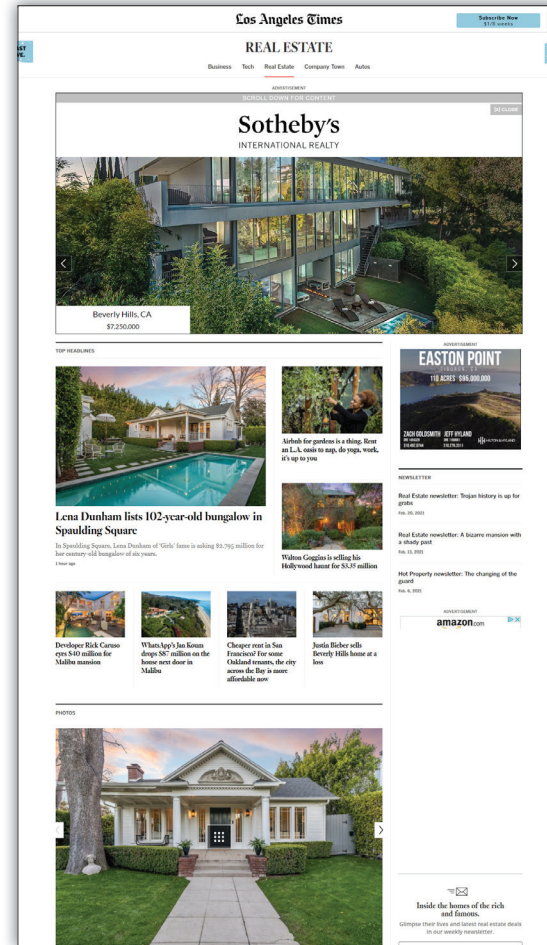 Los Angeles Times
Subscribe Now
$1/8 weeks
REAL ESTATE
Business Tech Real Estate Company Town Autos
ADVERTISEMENT
SCROLL DOWN FOR CONTENT
[X] CLOSE
Sotheby's
INTERNATIONAL REALTY
Beverly Hills, CA
$7,250,000
TOP HEADLINES
Lena Dunham lists 102-year-old bungalow in
Spaulding Square
In Spaulding Square, Lena Dunham of 'Girls' fame is asking $2.795 million for
her century-old bungalow of six years.
1 hour ago
Airbnb for gardens is a thing. Rent
an L.A. oasis to nap, do yoga, work,
it's up to you
Walton Goggins is selling his
Hollywood haunt for $3.35 million
Developer Rick Caruso
eyes $40 million for
Malibu mansion
WhatsApp's Jan Koum
drops $87 million on the
house next door in
Malibu
Cheaper rent in San
Francisco? For some
Oakland tenants, the city
across the Bay is more
affordable now
Justin Bieber sells
Beverly Hills home at a
loss
ADVERTISEMENT
EASTON POINT
110 ACRES $95,000,000
ZACH GOLDSMITH JEFF HYLAND
HILTON & HYLAND
NEWSLETTER
Real Estate newsletter: Trojan history is up for
grabs
Feb. 20, 2021
Real Estate newsletter: A bizarre mansion with
a shady past
Feb. 13, 2021
Hot Property newsletter: The changing of the
guard
Feb. 6, 2021
ADVERTISEMENT
amazon.com
PHOTOS
Inside the homes of the rich
and famous.
Glimpse their lives and latest real estate deals
in our weekly newsletter.